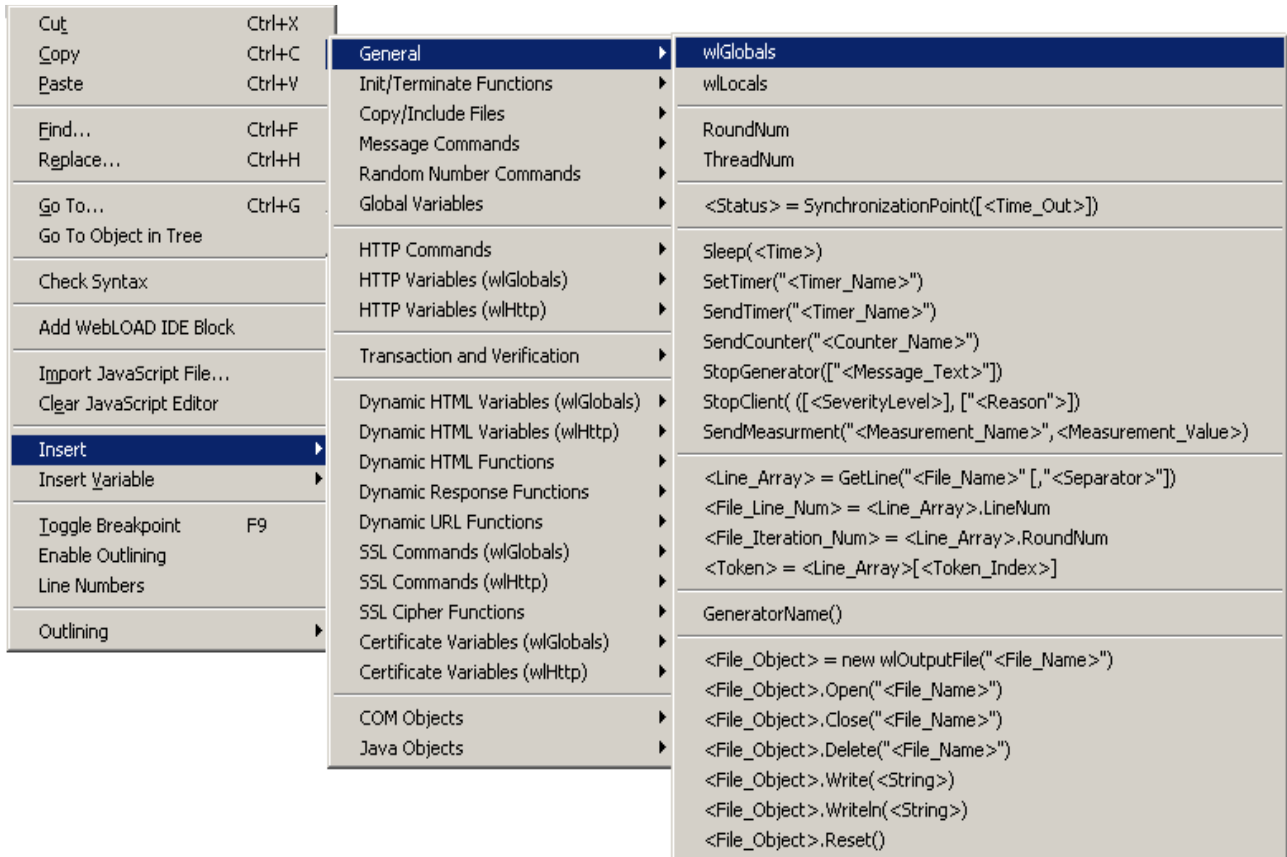 Cut Ctrl+X
Copy Ctrl+C
Paste Ctrl+V
Find... Ctrl+F
Replace... Ctrl+H
Go To... Ctrl+G
Go To Object in Tree
Check Syntax
Add WebLOAD IDE Block
Import JavaScript File...
Clear JavaScript Editor
Insert
Insert Variable
Toggle Breakpoint F9
Enable Outlining
Line Numbers
Outlining
General
Init/Terminate Functions
Copy/Include Files
Message Commands
Random Number Commands
Global Variables
HTTP Commands
HTTP Variables (wlGlobals)
HTTP Variables (wlHttp)
Transaction and Verification
Dynamic HTML Variables (wlGlobals)
Dynamic HTML Variables (wlHttp)
Dynamic HTML Functions
Dynamic Response Functions
Dynamic URL Functions
SSL Commands (wlGlobals)
SSL Commands (wlHttp)
SSL Cipher Functions
Certificate Variables (wlGlobals)
Certificate Variables (wlHttp)
COM Objects
Java Objects
wlGlobals
wlLocals
RoundNum
ThreadNum
<Status> = SynchronizationPoint([<Time_Out>])
Sleep(<Time>)
SetTimer("<Timer_Name>")
SendTimer("<Timer_Name>")
SendCounter("<Counter_Name>")
StopGenerator(["<Message_Text>"])
StopClient( ([<SeverityLevel>], ["<Reason">])
SendMeasurment("<Measurement_Name>",<Measurement_Value>)
<Line_Array> = GetLine("<File_Name>" [,"<Separator>"])
<File_Line_Num> = <Line_Array>.LineNum
<File_Iteration_Num> = <Line_Array>.RoundNum
<Token> = <Line_Array>[<Token_Index>]
GeneratorName()
<File_Object> = new wlOutputFile("<File_Name>")
<File_Object>.Open("<File_Name>")
<File_Object>.Close("<File_Name>")
<File_Object>.Delete("<File_Name>")
<File_Object>.Write(<String>)
<File_Object>.Writeln(<String>)
<File_Object>.Reset()